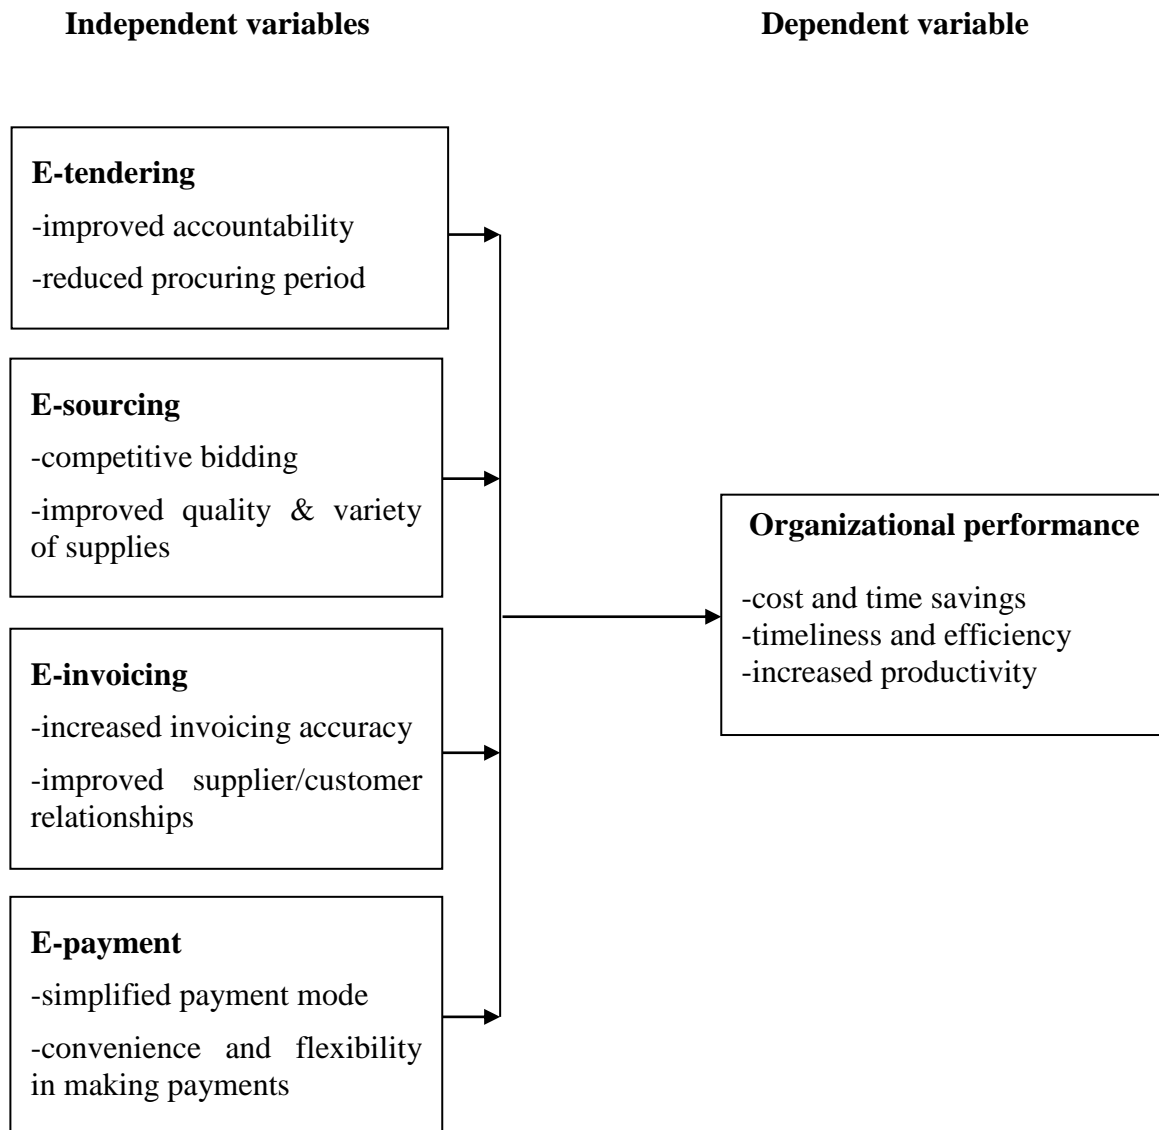 Independent variables
Dependent variable
E-tendering
-improved accountability
-reduced procuring period
E-sourcing
-competitive bidding
-improved quality & variety
of supplies
Organizational performance
-cost and time savings
-timeliness and efficiency
-increased productivity
E-invoicing
-increased invoicing accuracy
-improved supplier/customer
relationships
E-payment
-simplified payment mode
-convenience and flexibility
in making payments